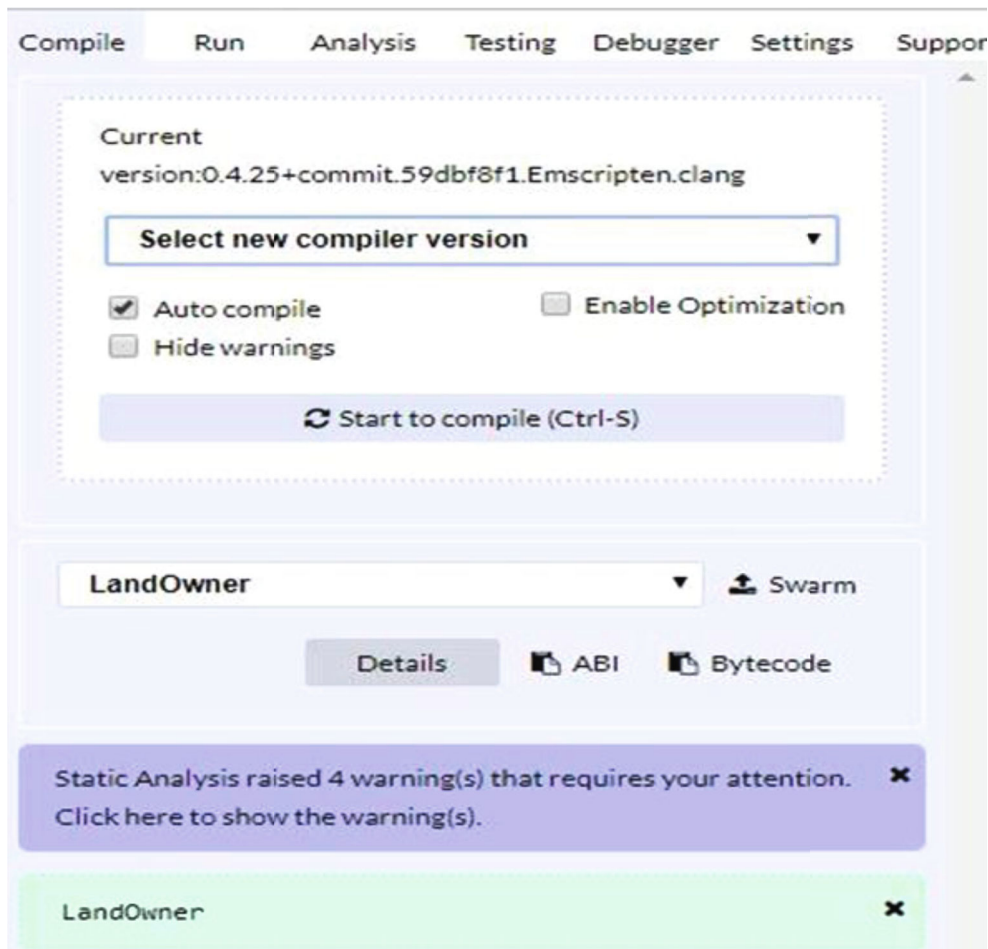 Compile Run Analysis Testing Debugger Settings Suppor
Current
version:0.4.25+commit.59dbf8f1.Emscripten.clang
Select new compiler version
Auto compile Enable Optimization
Hide warnings
Start to compile (Ctrl-S)
LandOwner Swarm
Details ABI Bytecode
Static Analysis raised 4 warning(s) that requires your attention.
Click here to show the warning(s).
LandOwner